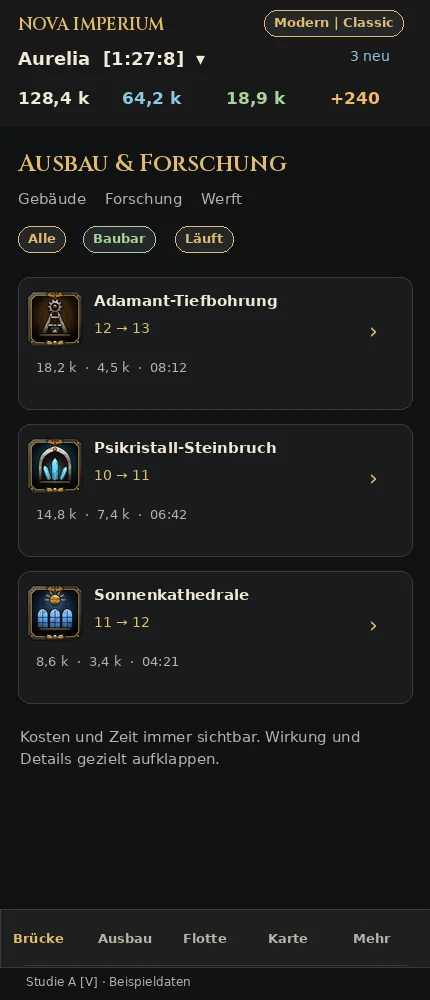 NOVA IMPERIUM
Modern | Classic
Aurelia [1:27:8] ▾
3 neu
128,4 k 64,2 k 18,9 k +240
Ausbau & Forschung
Gebäude Forschung Werft
Alle Baubar Läuft
Adamant-Tiefbohrung
12 → 13
›
18,2 k · 4,5 k · 08:12
Psikristall-Steinbruch
10 → 11
›
14,8 k · 7,4 k · 06:42
Sonnenkathedrale
11 → 12
›
8,6 k · 3,4 k · 04:21
Kosten und Zeit immer sichtbar. Wirkung und
Details gezielt aufklappen.
Brücke Ausbau Flotte Karte Mehr
Studie A [V] · Beispieldaten